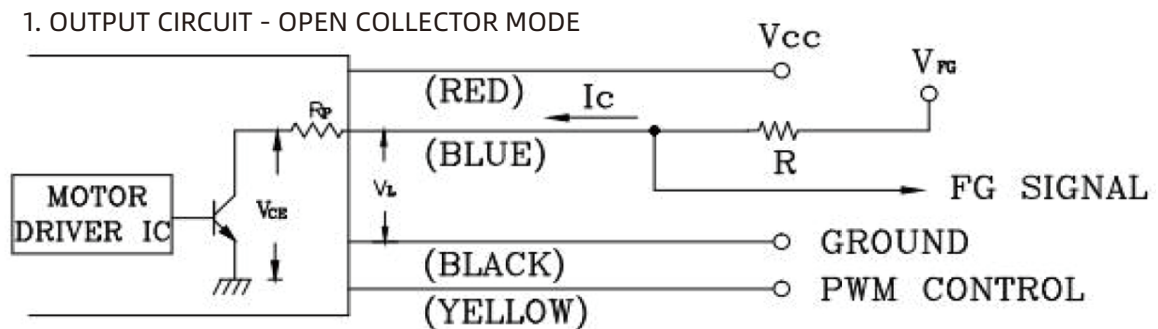 1. OUTPUT CIRCUIT - OPEN COLLECTOR MODE
Vcc
VFG
(RED)
Ic
RP
(BLUE)
R
VL
FG SIGNAL
MOTOR
DRIVER IC
VCE
GROUND
(BLACK)
PWM CONTROL
(YELLOW)